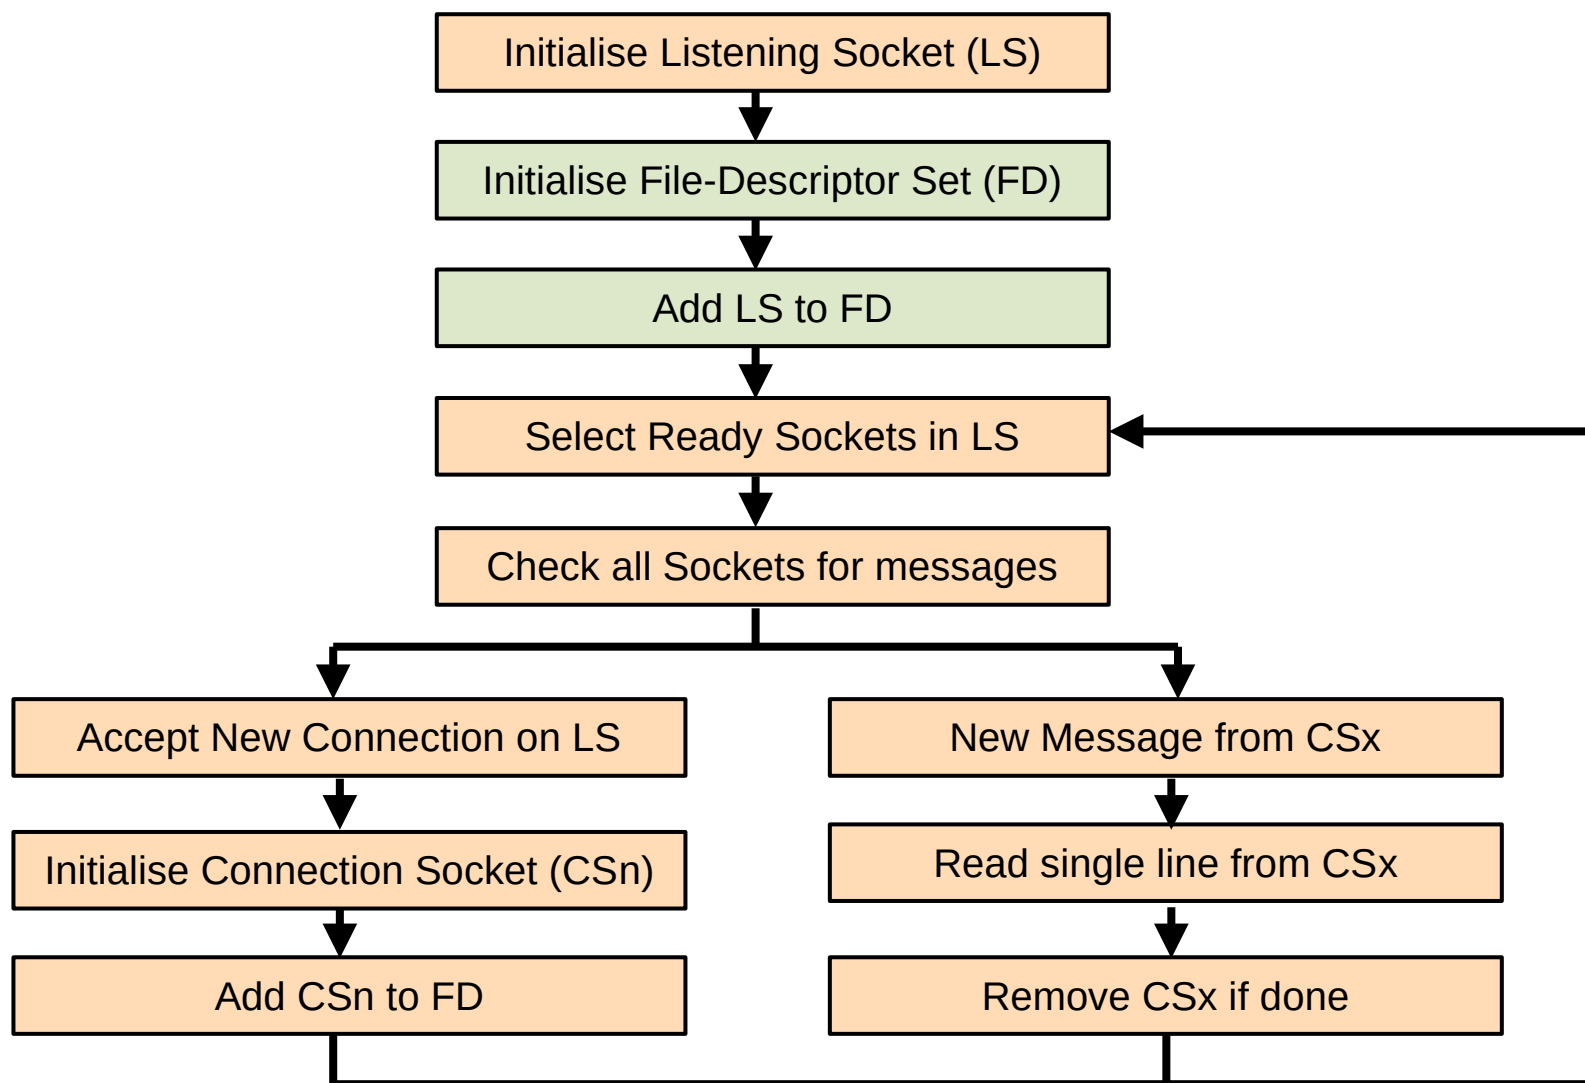 Initialise Listening Socket (LS)
Initialise File-Descriptor Set (FD)
Add LS to FD
Select Ready Sockets in LS
Check all Sockets for messages
Accept New Connection on LS
New Message from CSx
Initialise Connection Socket (CSn)
Read single line from CSx
Add CSn to FD
Remove CSx if done